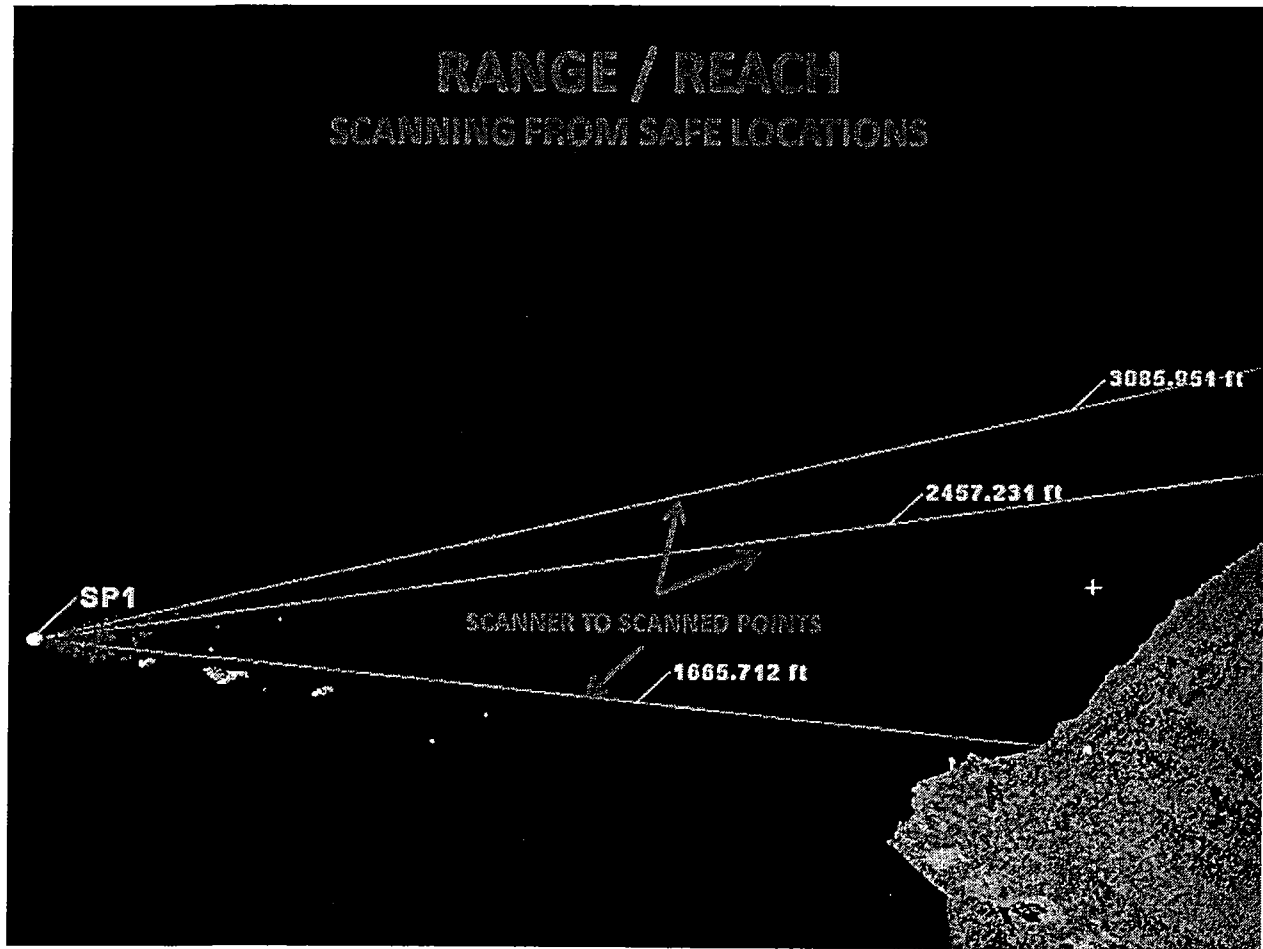 RANGE / REACH
SCANNING FROM SAFE LOCATIONS
3085.951 ft
2457.231 ft
SP1
SCANNER TO SCANNED POINTS
1665.712 ft